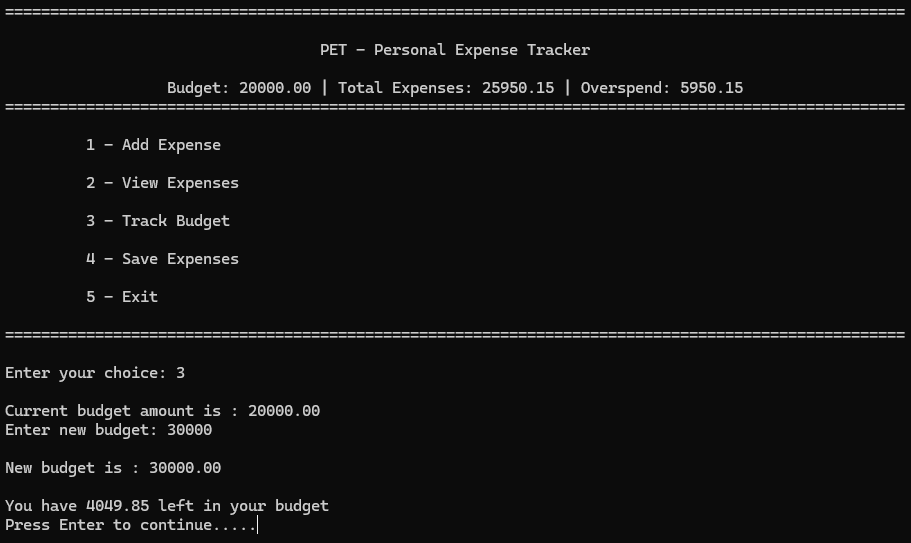 ====================================================================================================
PET - Personal Expense Tracker
Budget: 20000.00 | Total Expenses: 25950.15 | Overspend: 5950.15
====================================================================================================
1 - Add Expense
2 - View Expenses
3 - Track Budget
4 - Save Expenses
5 - Exit
====================================================================================================
Enter your choice: 3
Current budget amount is : 20000.00
Enter new budget: 30000
New budget is : 30000.00
You have 4049.85 left in your budget
Press Enter to continue.....